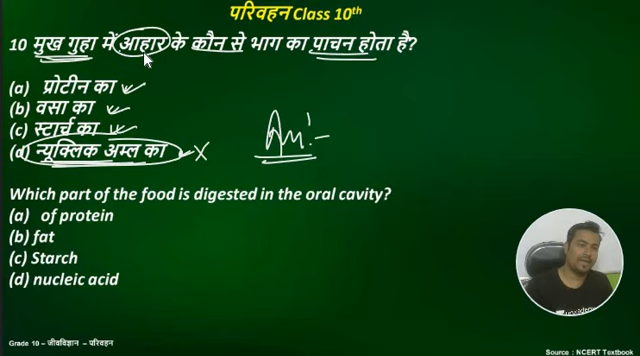 परिवहन Class 10th
10 मुख गुहा में आहार के कौन से भाग का पाचन होता है?
(a) प्रोटीन का
(b) वसा का
(c) स्टार्च का
(d) न्यूक्लिक अम्ल का
Ans:-
Which part of the food is digested in the oral cavity?
(a) of protein
(b) fat
(c) Starch
(d) nucleic acid
Grade 10 – जीवविज्ञान – परिवहन
Source : NCERT Textbook